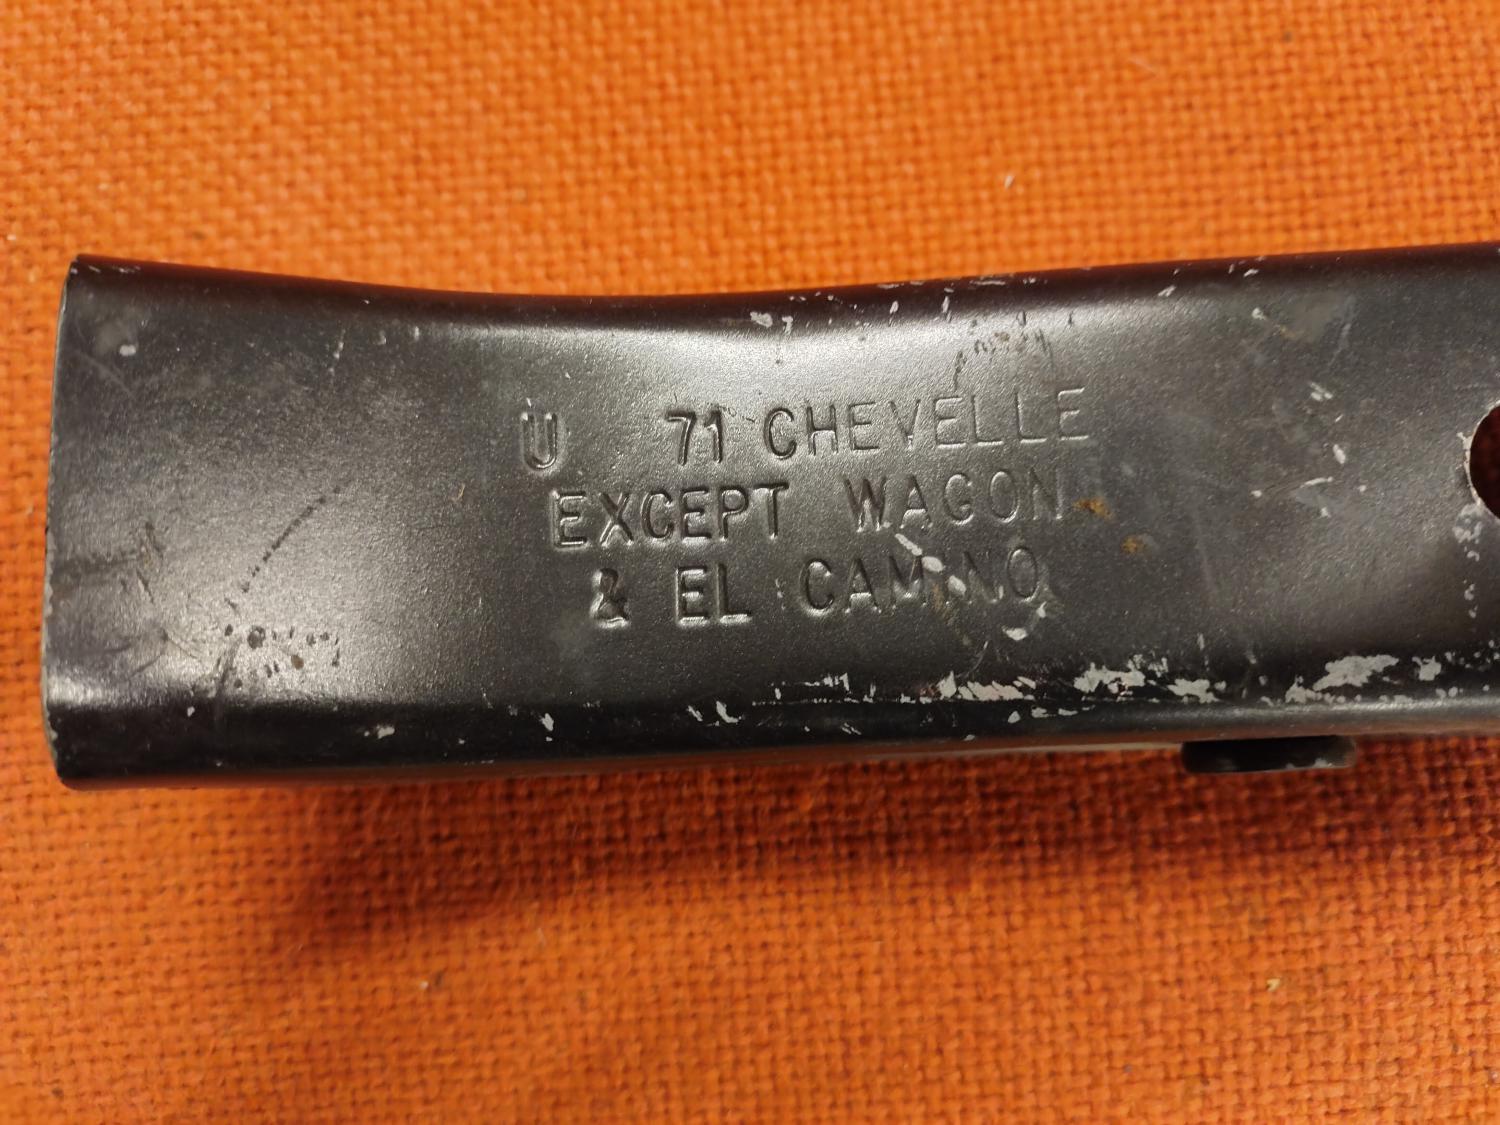 U 71 CHEVELLE
EXCEPT WAGON
& EL CAMINO